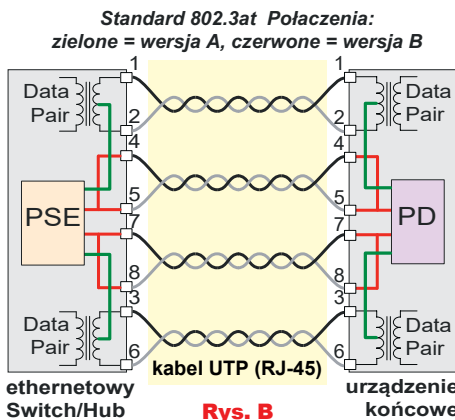 Standard 802.3at Połaczenia:
zielone = wersja A, czerwone = wersja B
1 1
Data Pair Data Pair
2 2
4 4
PSE PD
5 5
7 7
8 8
3 3
Data Pair Data Pair
6 6
kabel UTP (RJ-45)
ethernetowy Switch/Hub
Rys. B
urządzenie końcowe